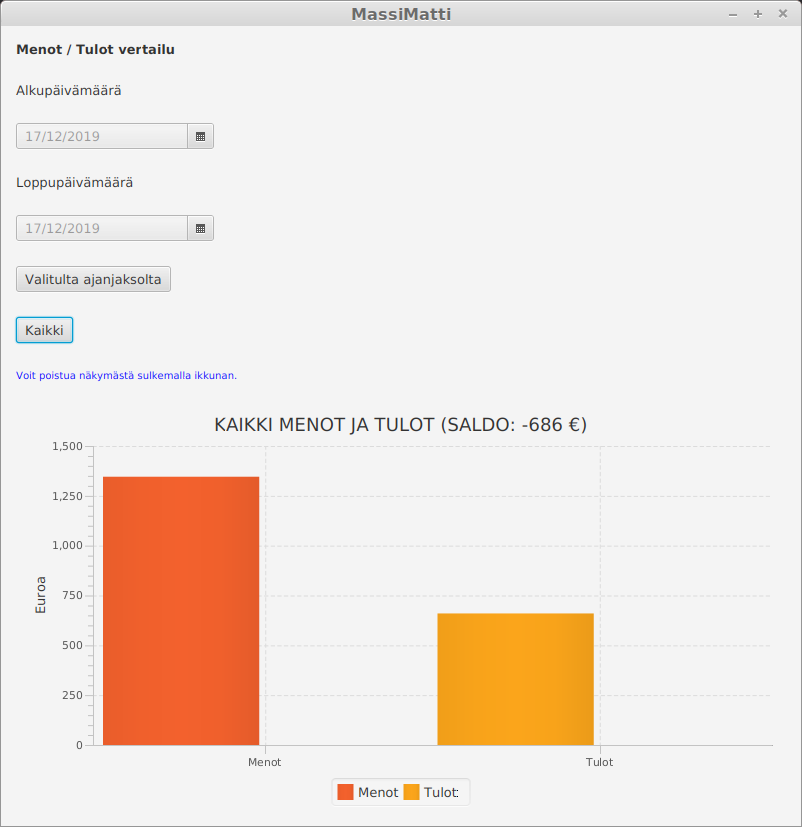 MassiMatti
Menot / Tulot vertailu
Alkupäivämäärä
17/12/2019
Loppupäivämäärä
17/12/2019
Valitulta ajanjaksolta
Kaikki
Voit poistua näkymästä sulkemalla ikkunan.
KAIKKI MENOT JA TULOT (SALDO: -686 €)
Euroa
1,500
1,250
1,000
750
500
250
0
Menot
Tulot
Menot
Tulot: